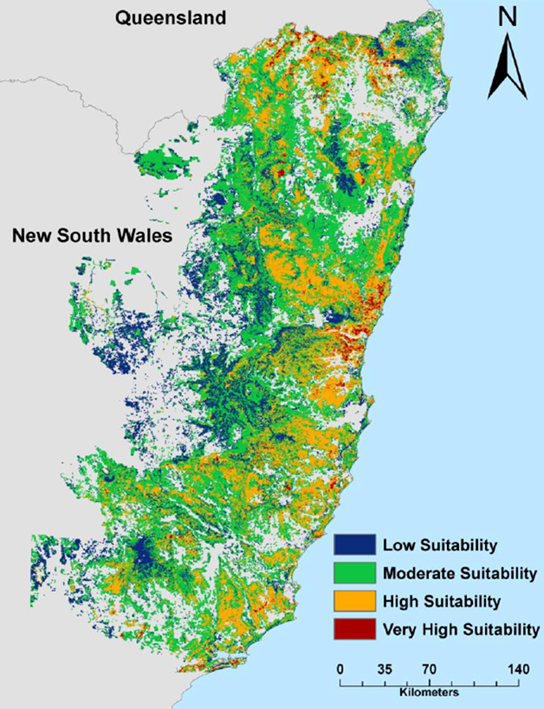 Queensland
N
New South Wales
Low Suitability
Moderate Suitability
High Suitability
Very High Suitability
0 35 70 140
Kilometers